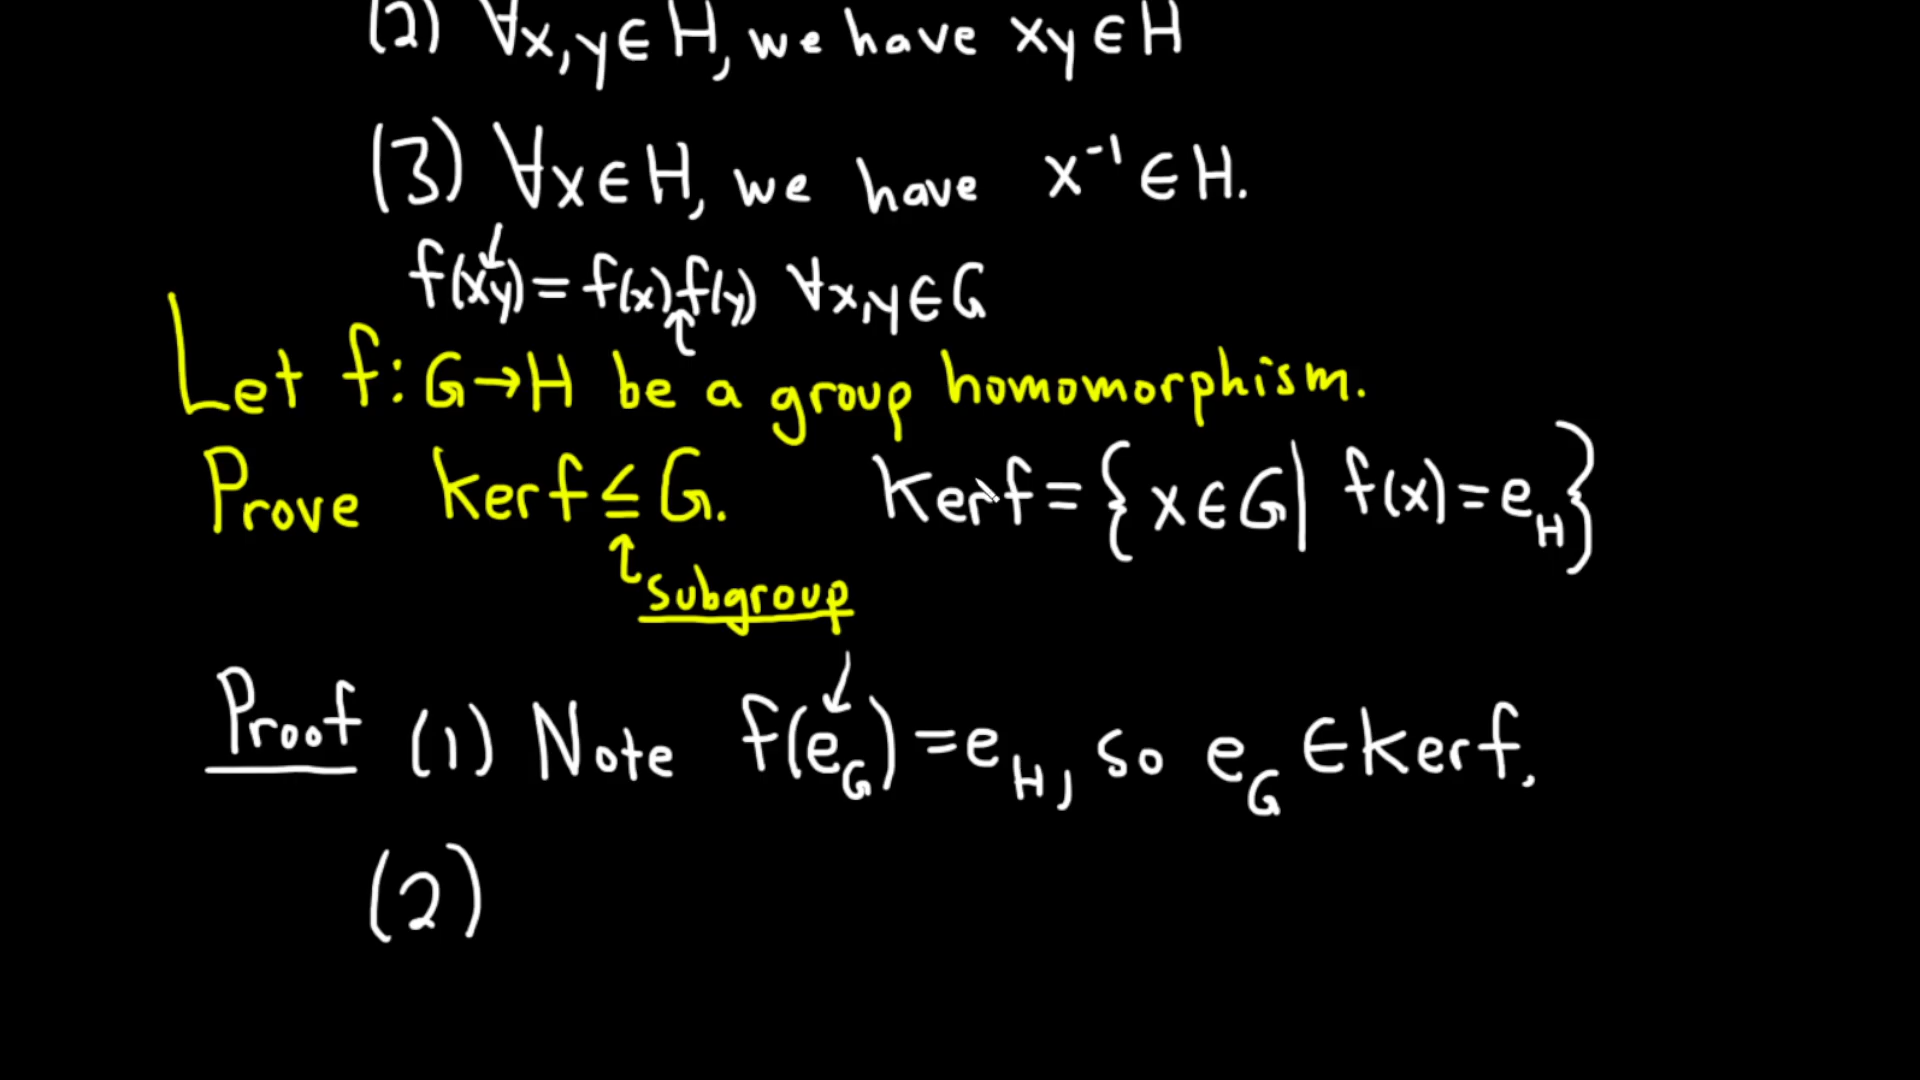 (2) ∀x,y∈H, we have xy∈H
(3) ∀x∈H, we have x⁻¹∈H.
f(xy)=f(x)f(y) ∀x,y∈G
Let f:G→H be a group homomorphism.
Prove kerf≤G. Kerf={x∈G| f(x)=e_H}
subgroup
Proof (1) Note f(e_G)=e_H, so e_G∈kerf.
(2)